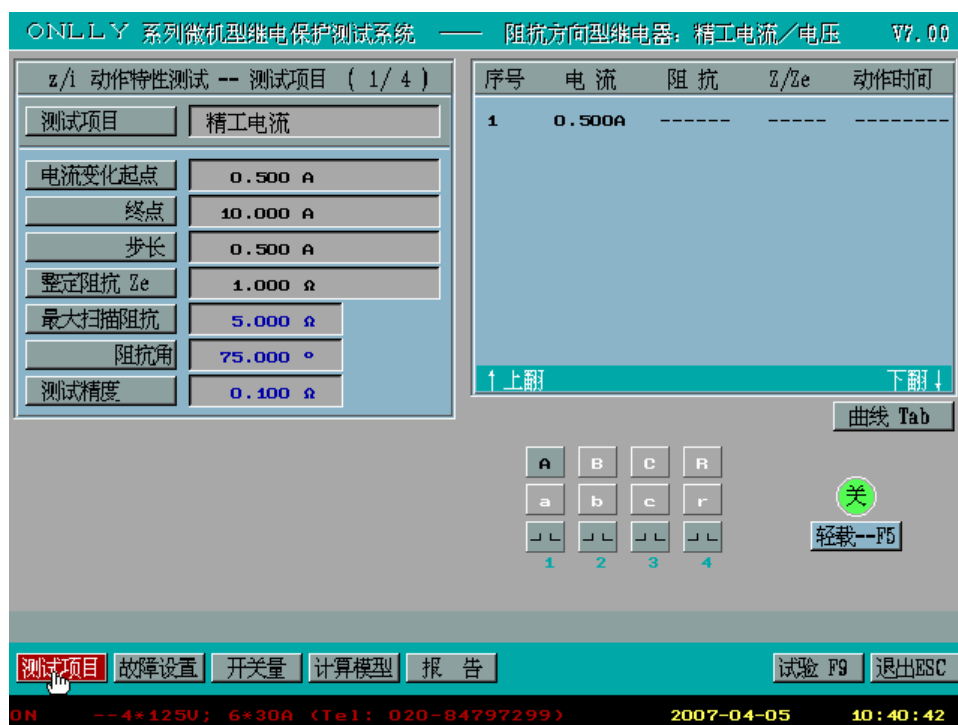 ONLLY 系列微机型继电保护测试系统 —— 阻抗方向型继电器: 精工电流/电压 V7.00
z/i 动作特性测试 -- 测试项目 ( 1/ 4 )
测试项目 精工电流
电流变化起点 0.500 A
终点 10.000 A
步长 0.500 A
整定阻抗 Ze 1.000 Ω
最大扫描阻抗 5.000 Ω
阻抗角 75.000 °
测试精度 0.100 Ω
序号 电 流 阻 抗 Z/Ze 动作时间
1 0.500A ------ ----- --------
↑上翻 下翻↓
曲线 Tab
A B C R
a b c r
1 2 3 4
关
轻载--F5
测试项目 故障设置 开关量 计算模型 报 告 试验 F9 退出ESC
ON --4*125V; 6*30A (Tel: 020-84797299) 2007-04-05 10:40:42